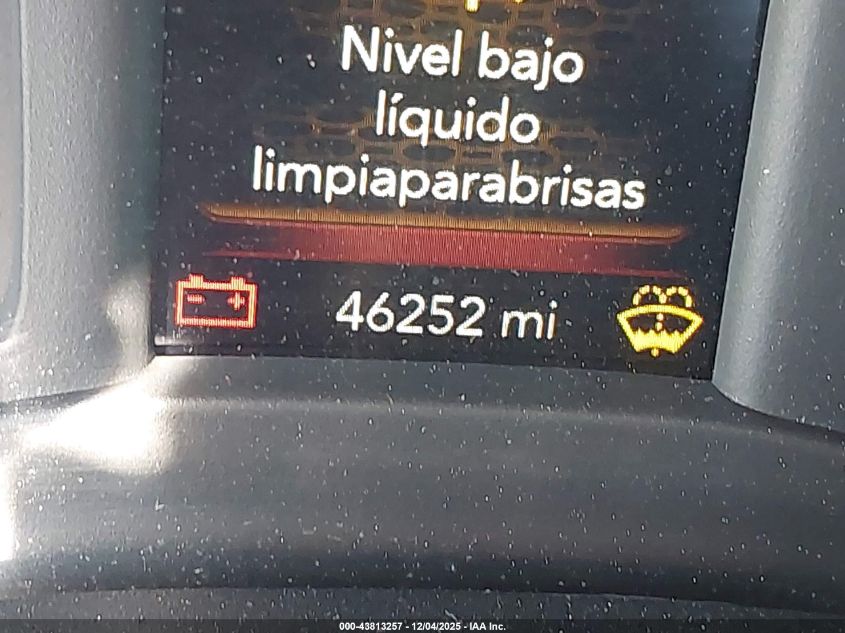 Nivel bajo
líquido
limpiaparabrisas
46252 mi
000-43813257 - 12/04/2025 - IAA Inc.